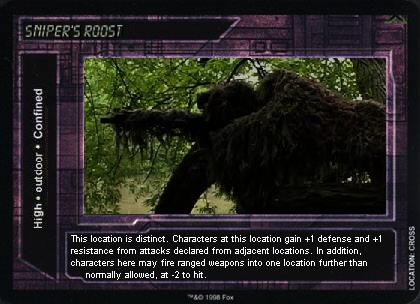 SNIPER'S ROOST
High • outdoor • Confined
This location is distinct. Characters at this location gain +1 defense and +1
resistance from attacks declared from adjacent locations. In addition,
characters here may fire ranged weapons into one location further than
normally allowed, at -2 to hit.
LOCATION: CROSS
™&© 1998 Fox